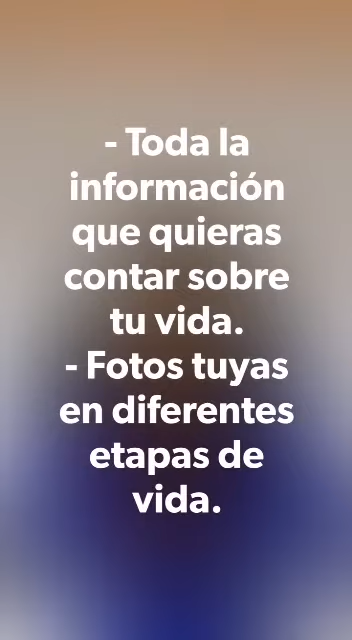 - Toda la
información
que quieras
contar sobre
tu vida.
- Fotos tuyas
en diferentes
etapas de
vida.